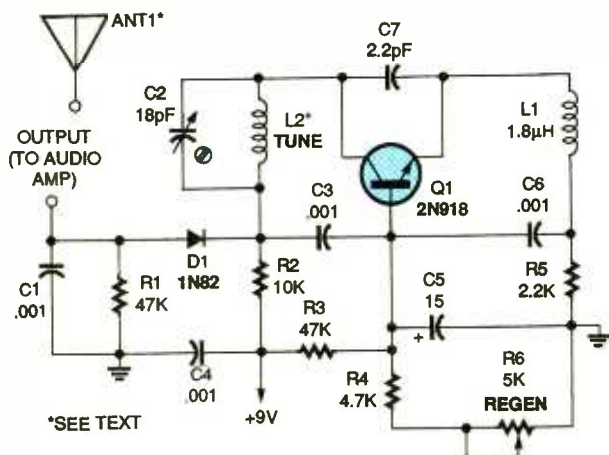 ANT1*
OUTPUT
(TO AUDIO
AMP)
C2
18pF
L2*
TUNE
C7
2.2pF
L1
1.8µH
Q1
2N918
C3
.001
C6
.001
D1
1N82
C1
.001
R1
47K
R2
10K
R3
47K
C5
15
+
R5
2.2K
C4
.001
R4
4.7K
R6
5K
REGEN
+9V
*SEE TEXT